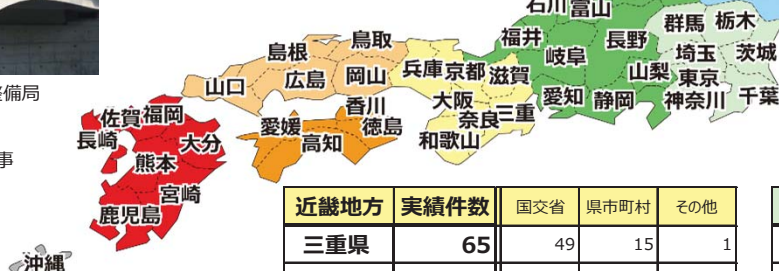 石川 富山
群馬 栃木
福井 長野
鳥取
島根 岐阜 埼玉 茨城
兵庫 京都 滋賀
山口 広島 岡山 山梨 東京
整備局
大阪 愛知 静岡 神奈川 千葉
香川
佐賀 福岡 奈良 三重
愛媛 徳島
長崎 大分 高知 和歌山
事
熊本
宮崎
近畿地方 実績件数 国交省 県市町村 その他
鹿児島
三重県 65 49 15 1
沖縄